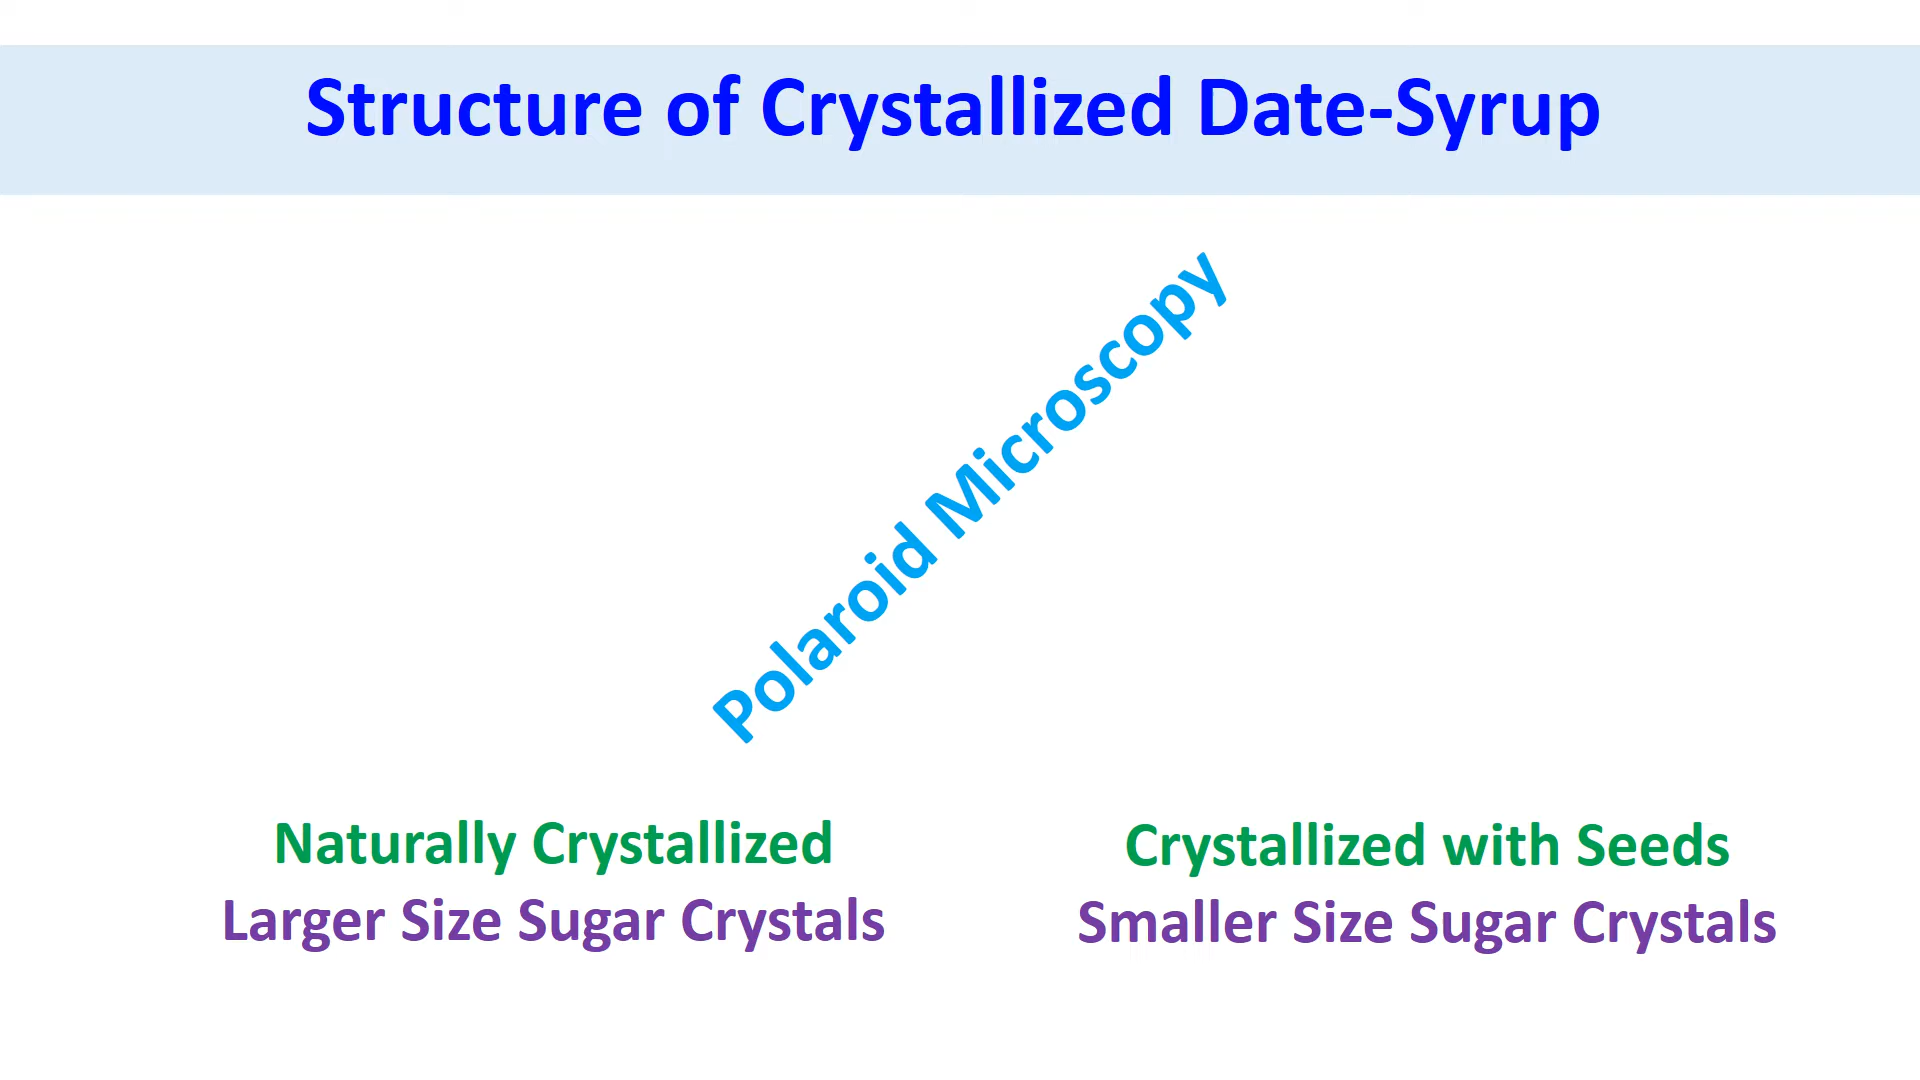 Structure of Crystallized Date-Syrup
Polaroid Microscopy
Naturally Crystallized
Larger Size Sugar Crystals
Crystallized with Seeds
Smaller Size Sugar Crystals